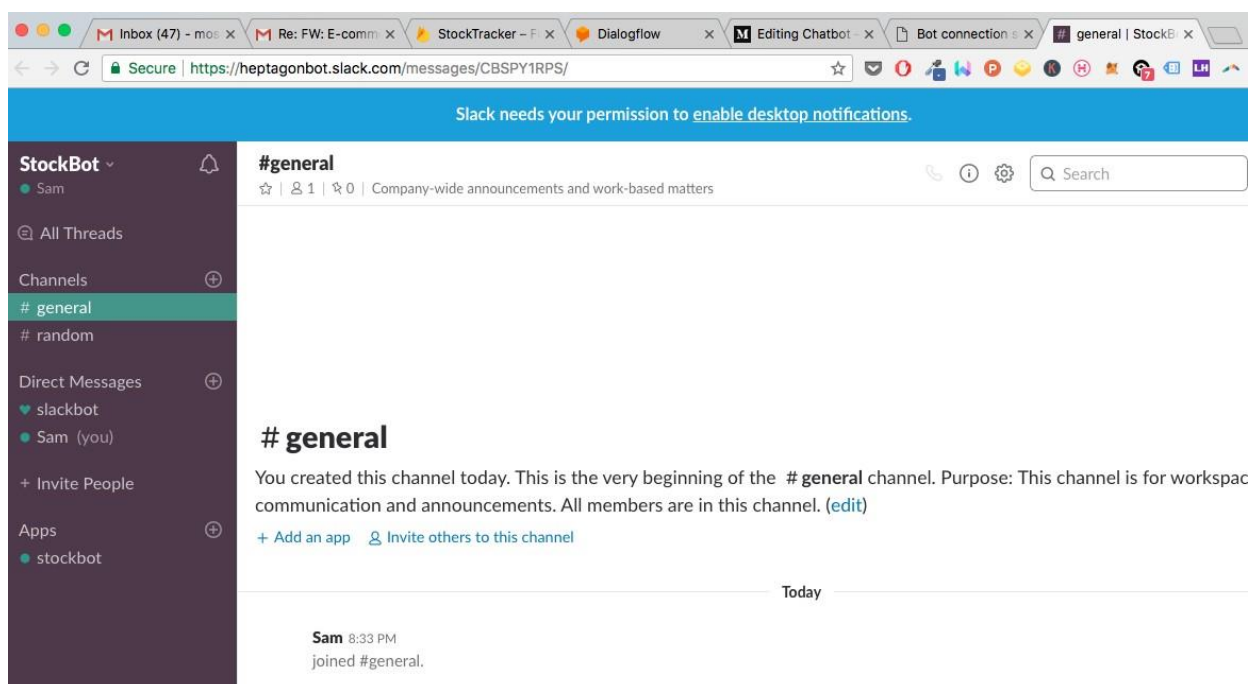 Inbox (47) - mos
Re: FW: E-comm
StockTracker – F
Dialogflow
Editing Chatbot -
Bot connection s
general | StockB
Secure | https://heptagonbot.slack.com/messages/CBSPY1RPS/
Slack needs your permission to enable desktop notifications.
StockBot
Sam
All Threads
Channels
# general
# random
Direct Messages
slackbot
Sam (you)
+ Invite People
Apps
stockbot
#general
1 | 0 | Company-wide announcements and work-based matters
Search
# general
You created this channel today. This is the very beginning of the # general channel. Purpose: This channel is for workspac
communication and announcements. All members are in this channel. (edit)
+ Add an app Invite others to this channel
Today
Sam 8:33 PM
joined #general.